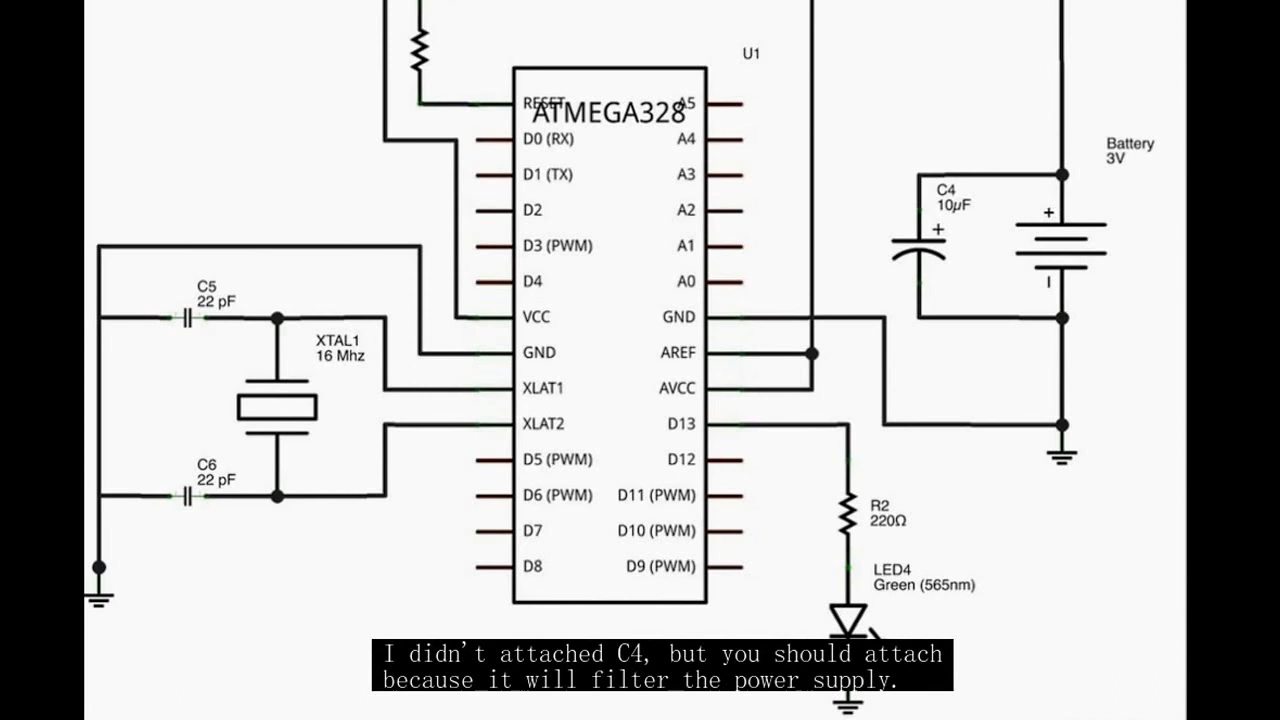 U1
RESET
ATMEGA328
A5
D0 (RX)
A4
D1 (TX)
A3
D2
A2
D3 (PWM)
A1
D4
A0
VCC
GND
GND
AREF
XLAT1
AVCC
XLAT2
D13
D5 (PWM)
D12
D6 (PWM)
D11 (PWM)
D7
D10 (PWM)
D8
D9 (PWM)
C5
22 pF
XTAL1
16 Mhz
C6
22 pF
Battery
3V
C4
10µF
+
+
R2
220Ω
LED4
Green (565nm)
I didn't attached C4, but you should attach
because it will filter the power supply.